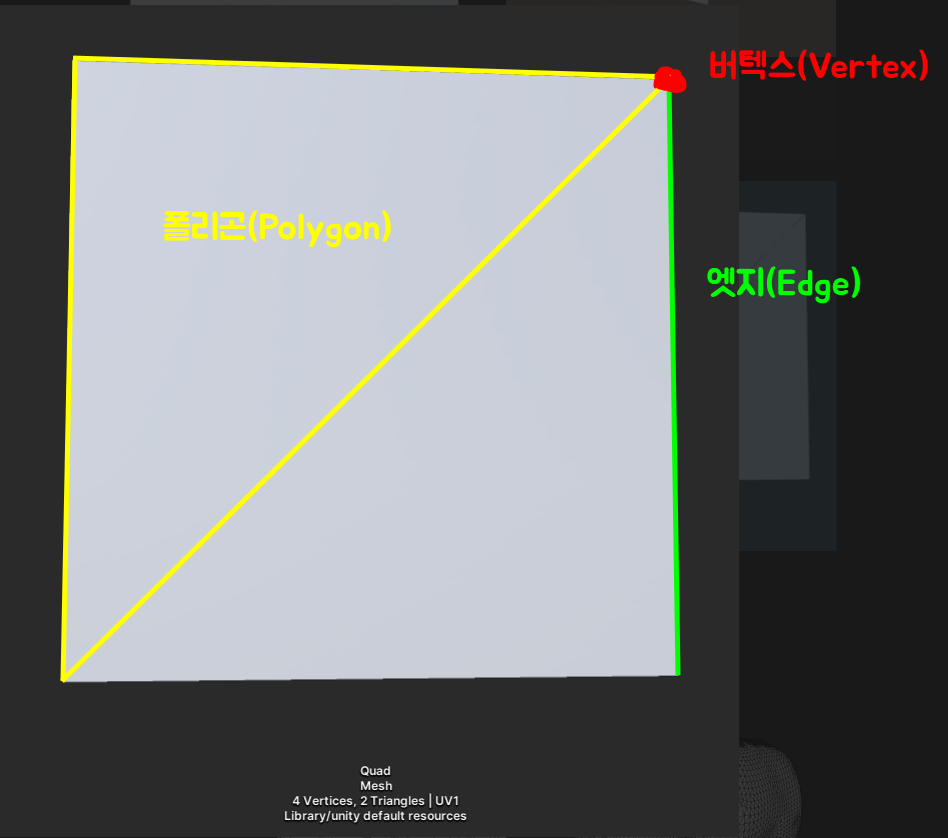 버텍스(Vertex)
폴리곤(Polygon)
엣지(Edge)
Quad
Mesh
4 Vertices, 2 Triangles | UV1
Library/unity default resources